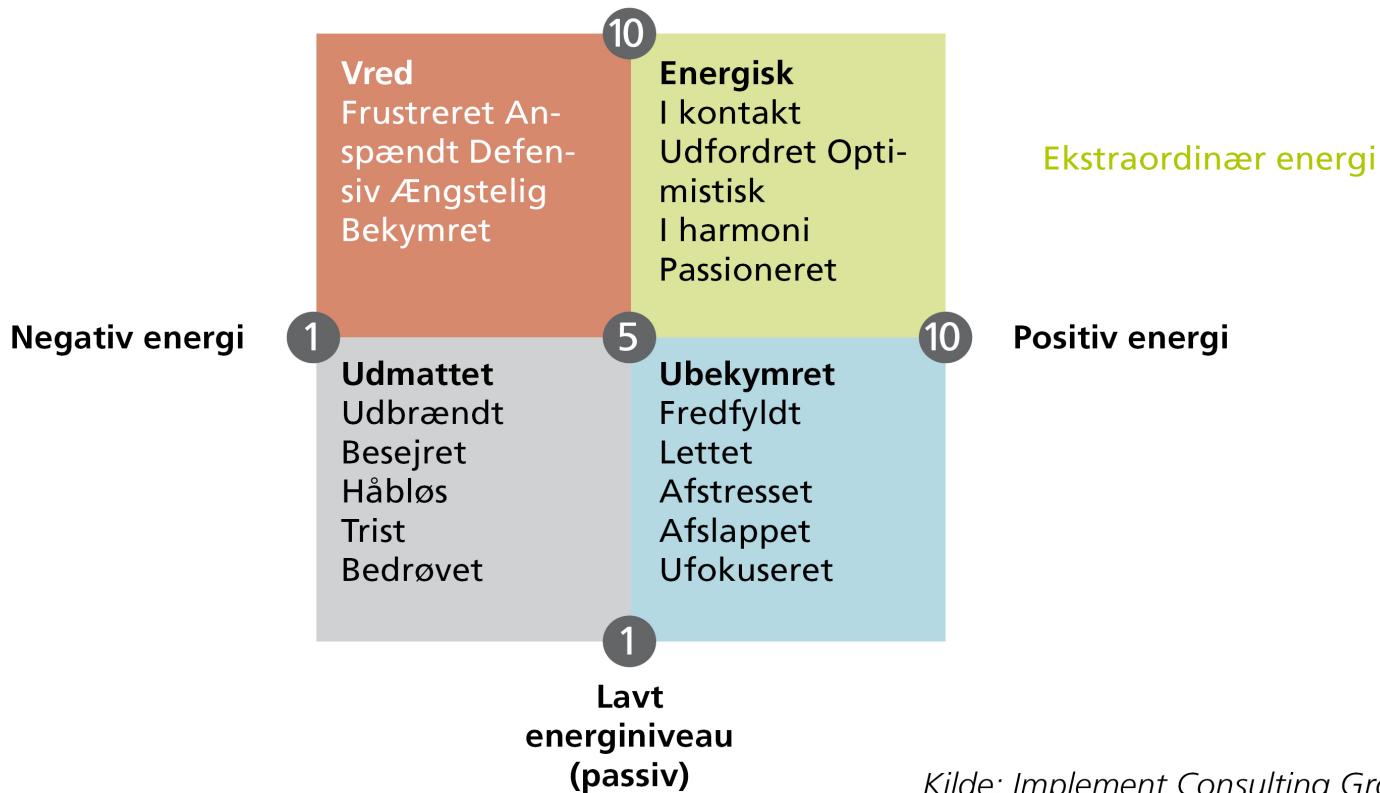 10
Vred
Frustreret An-
spændt Defen-
siv Ængstelig
Bekymret
Energisk
I kontakt
Udfordret Opti-
mistisk
I harmoni
Passioneret
Ekstraordinær energi
Negativ energi
1
5
10
Positiv energi
Udmattet
Udbrændt
Besejret
Håbløs
Trist
Bedrøvet
Ubekymret
Fredfyldt
Lettet
Afstresset
Afslappet
Ufokuseret
1
Lavt
energiniveau
(passiv)
Kilde: Implement Consulting Gro